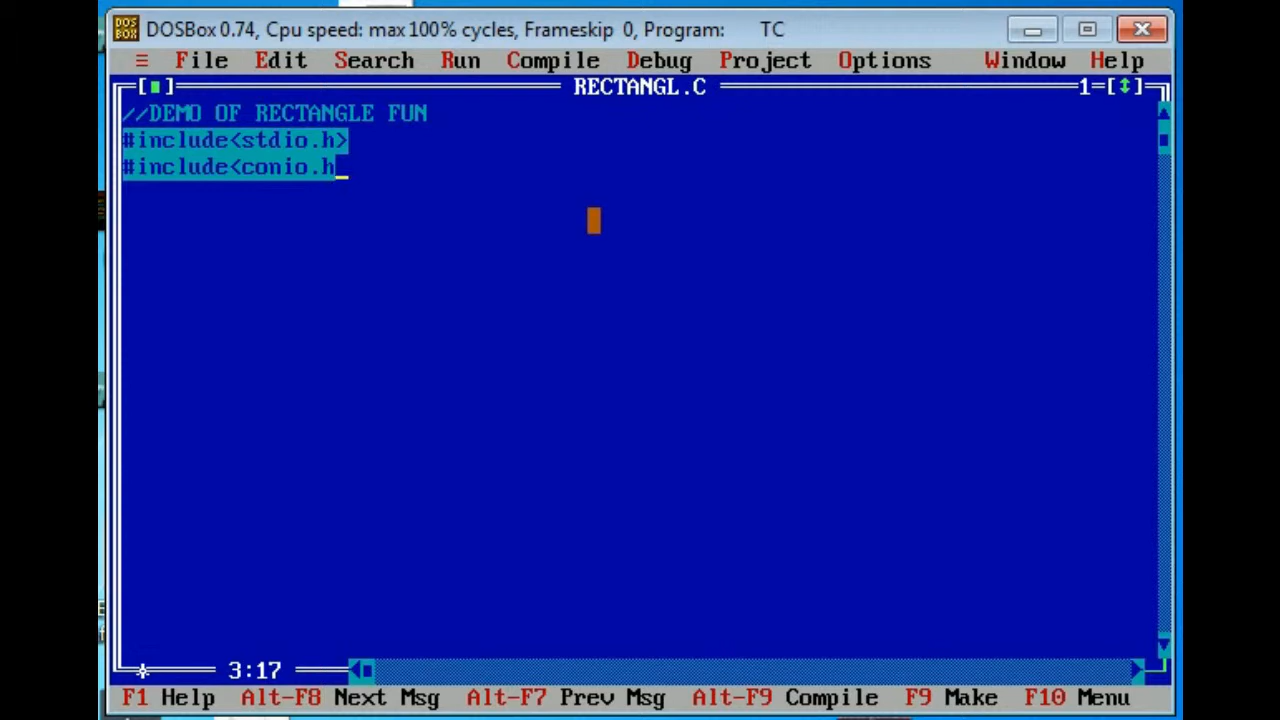 DOSBox 0.74, Cpu speed: max 100% cycles, Frameskip 0, Program: TC
≡ File Edit Search Run Compile Debug Project Options Window Help
RECTANGL.C 1=[↕]
//DEMO OF RECTANGLE FUN
#include<stdio.h>
#include<conio.h
3:17
F1 Help Alt-F8 Next Msg Alt-F7 Prev Msg Alt-F9 Compile F9 Make F10 Menu